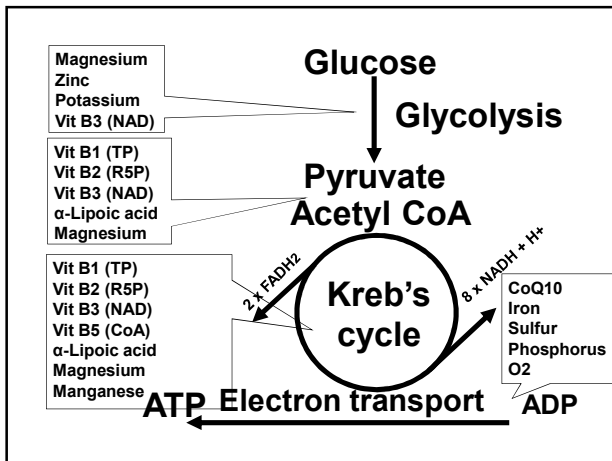 Magnesium
Zinc
Potassium
Vit B3 (NAD)
Glucose
Glycolysis
Vit B1 (TP)
Vit B2 (R5P)
Vit B3 (NAD)
α-Lipoic acid
Magnesium
Pyruvate
Acetyl CoA
Vit B1 (TP)
Vit B2 (R5P)
Vit B3 (NAD)
Vit B5 (CoA)
α-Lipoic acid
Magnesium
Manganese
2 x FADH2
Kreb's
cycle
8 x NADH + H+
CoQ10
Iron
Sulfur
Phosphorus
O2
ATP
Electron transport
ADP